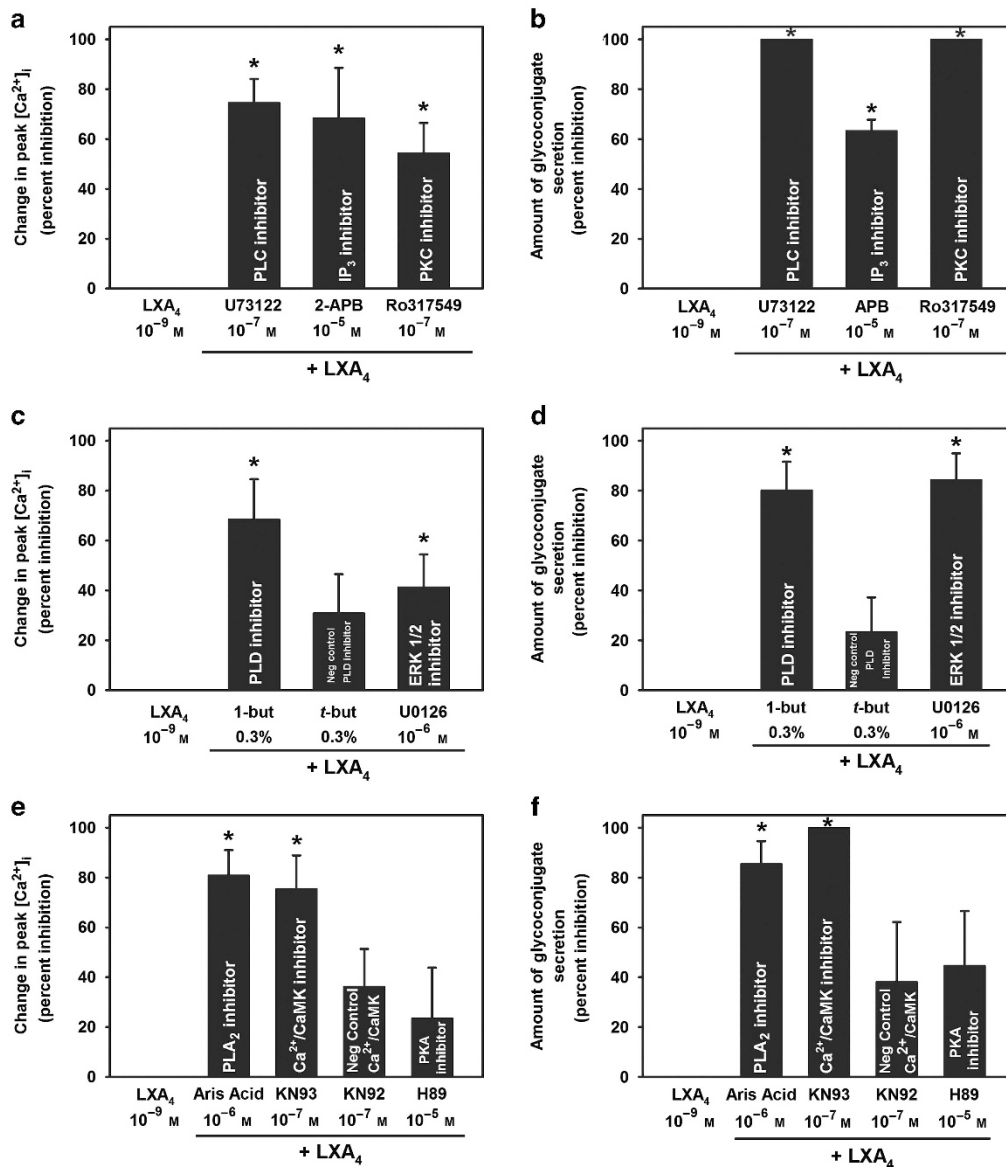 a
Change in peak [Ca²⁺]ᵢ
(percent inhibition)
100
80
60
40
20
0
*
*
*
PLC inhibitor
IP₃ inhibitor
PKC inhibitor
LXA₄ U73122 2-APB Ro317549
10⁻⁹ M 10⁻⁷ M 10⁻⁵ M 10⁻⁷ M
+ LXA₄
b
Amount of glycoconjugate
secretion
(percent inhibition)
100
80
60
40
20
0
*
*
*
PLC inhibitor
IP₃ inhibitor
PKC inhibitor
LXA₄ U73122 APB Ro317549
10⁻⁹ M 10⁻⁷ M 10⁻⁵ M 10⁻⁷ M
+ LXA₄
c
Change in peak [Ca²⁺]ᵢ
(percent inhibition)
100
80
60
40
20
0
*
*
PLD inhibitor
Neg control
PLD inhibitor
ERK 1/2
inhibitor
LXA₄ 1-but t-but U0126
10⁻⁹ M 0.3% 0.3% 10⁻⁶ M
+ LXA₄
d
Amount of glycoconjugate
secretion
(percent inhibition)
100
80
60
40
20
0
*
*
PLD inhibitor
Neg control
PLD
inhibitor
ERK 1/2 inhibitor
LXA₄ 1-but t-but U0126
10⁻⁹ M 0.3% 0.3% 10⁻⁶ M
+ LXA₄
e
Change in peak [Ca²⁺]ᵢ
(percent inhibition)
100
80
60
40
20
0
*
*
PLA₂ inhibitor
Ca²⁺/CaMK inhibitor
Neg Control
Ca²⁺/CaMK
PKA
inhibitor
LXA₄ Aris Acid KN93 KN92 H89
10⁻⁹ M 10⁻⁶ M 10⁻⁷ M 10⁻⁷ M 10⁻⁵ M
+ LXA₄
f
Amount of glycoconjugate
secretion
(percent inhibition)
100
80
60
40
20
0
*
*
PLA₂ inhibitor
Ca²⁺/CaMK inhibitor
Neg Control
Ca²⁺/CaMK
PKA
inhibitor
LXA₄ Aris Acid KN93 KN92 H89
10⁻⁹ M 10⁻⁶ M 10⁻⁷ M 10⁻⁷ M 10⁻⁵ M
+ LXA₄